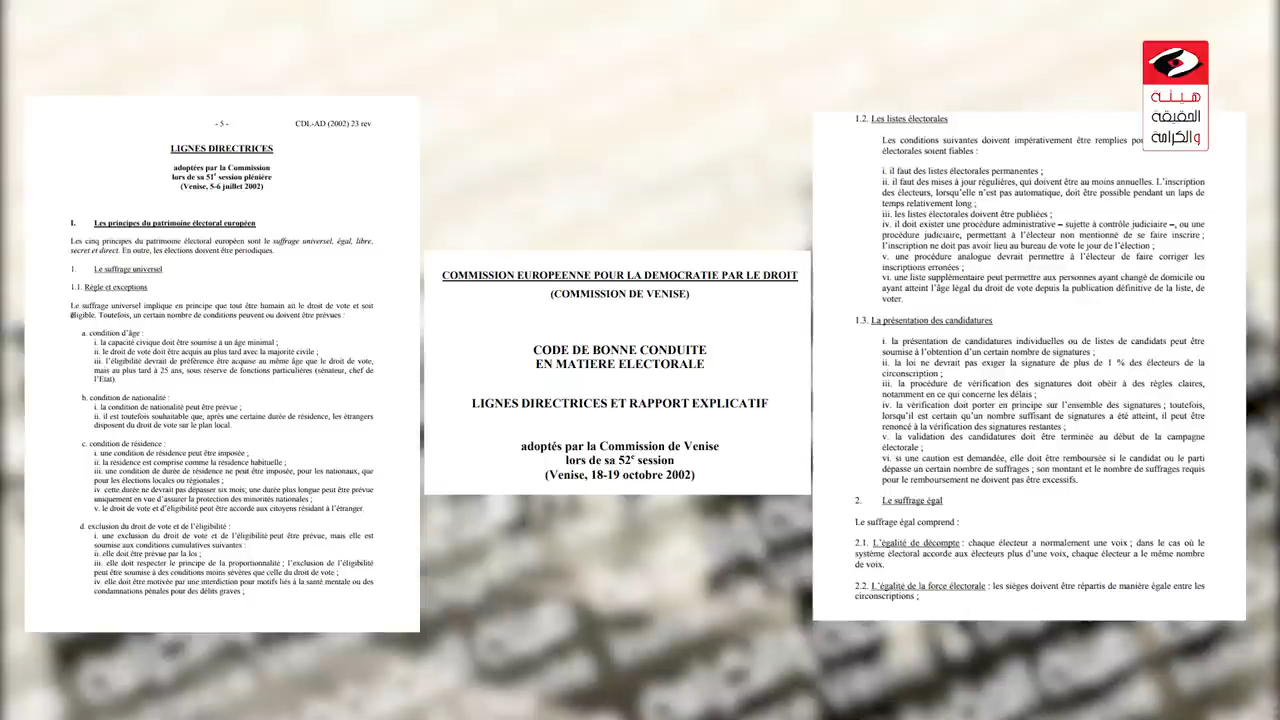 - 5 -
CDL-AD (2002) 23 rev
LIGNES DIRECTRICES
adoptées par la Commission
lors de sa 51e session plénière
(Venise, 5-6 juillet 2002)
I. Les principes du patrimoine électoral européen
Les cinq principes du patrimoine électoral européen sont le suffrage universel, égal, libre,
secret et direct. En outre, les élections doivent être périodiques.
1. Le suffrage universel
1.1. Règle et exceptions
Le suffrage universel implique en principe que tout être humain ait le droit de vote et soit
éligible. Toutefois, un certain nombre de conditions peuvent ou doivent être prévues :
a. condition d'âge :
i. la capacité civique doit être soumise à un âge minimal ;
ii. le droit de vote doit être acquis au plus tard avec la majorité civile ;
iii. l'éligibilité devrait de préférence être acquise au même âge que le droit de vote,
mais au plus tard à 25 ans, sous réserve de fonctions particulières (sénateur, chef de
l'Etat).
b. condition de nationalité :
i. la condition de nationalité peut être prévue ;
ii. il est toutefois souhaitable que, après une certaine durée de résidence, les étrangers
disposent du droit de vote sur le plan local.
c. condition de résidence :
i. une condition de résidence peut être imposée ;
ii. la résidence est comprise comme la résidence habituelle ;
iii. une condition de durée de résidence ne peut être imposée, pour les nationaux, que
pour les élections locales ou régionales ;
iv. cette durée ne devrait pas dépasser six mois; une durée plus longue peut être prévue
uniquement en vue d'assurer la protection des minorités nationales ;
v. le droit de vote et d'éligibilité peut être accordé aux citoyens résidant à l'étranger.
d. exclusion du droit de vote et de l'éligibilité :
i. une exclusion du droit de vote et de l'éligibilité peut être prévue, mais elle est
soumise aux conditions cumulatives suivantes :
ii. elle doit être prévue par la loi ;
iii. elle doit respecter le principe de la proportionnalité ; l'exclusion de l'éligibilité
peut être soumise à des conditions moins sévères que celle du droit de vote ;
iv. elle doit être motivée par une interdiction pour motifs liés à la santé mentale ou des
condamnations pénales pour des délits graves ;
COMMISSION EUROPEENNE POUR LA DEMOCRATIE PAR LE DROIT
(COMMISSION DE VENISE)
CODE DE BONNE CONDUITE
EN MATIERE ELECTORALE
LIGNES DIRECTRICES ET RAPPORT EXPLICATIF
adoptés par la Commission de Venise
lors de sa 52e session
(Venise, 18-19 octobre 2002)
1.2. Les listes électorales
Les conditions suivantes doivent impérativement être remplies
électorales soient fiables :
i. il faut des listes électorales permanentes ;
ii. il faut des mises à jour régulières, qui doivent être au moins annuelles. L'inscription
des électeurs, lorsqu'elle n'est pas automatique, doit être possible pendant un laps de
temps relativement long ;
iii. les listes électorales doivent être publiées ;
iv. il doit exister une procédure administrative – sujette à contrôle judiciaire –, ou une
procédure judiciaire, permettant à l'électeur non mentionné de se faire inscrire ;
l'inscription ne doit pas avoir lieu au bureau de vote le jour de l'élection ;
v. une procédure analogue devrait permettre à l'électeur de faire corriger les
inscriptions erronées ;
vi. une liste supplémentaire peut permettre aux personnes ayant changé de domicile ou
ayant atteint l'âge légal du droit de vote depuis la publication définitive de la liste, de
voter.
1.3. La présentation des candidatures
i. la présentation de candidatures individuelles ou de listes de candidats peut être
soumise à l'obtention d'un certain nombre de signatures ;
ii. la loi ne devrait pas exiger la signature de plus de 1 % des électeurs de la
circonscription ;
iii. la procédure de vérification des signatures doit obéir à des règles claires,
notamment en ce qui concerne les délais ;
iv. la vérification doit porter en principe sur l'ensemble des signatures ; toutefois,
lorsqu'il est certain qu'un nombre suffisant de signatures a été atteint, il peut être
renoncé à la vérification des signatures restantes ;
v. la validation des candidatures doit être terminée au début de la campagne
électorale ;
vi. si une caution est demandée, elle doit être remboursée si le candidat ou le parti
dépasse un certain nombre de suffrages ; son montant et le nombre de suffrages requis
pour le remboursement ne doivent pas être excessifs.
2. Le suffrage égal
Le suffrage égal comprend :
2.1. L'égalité de décompte : chaque électeur a normalement une voix ; dans le cas où le
système électoral accorde aux électeurs plus d'une voix, chaque électeur a le même nombre
de voix.
2.2. L'égalité de la force électorale : les sièges doivent être répartis de manière égale entre les
circonscriptions ;
هيئة
الحقيقة
والكرامة